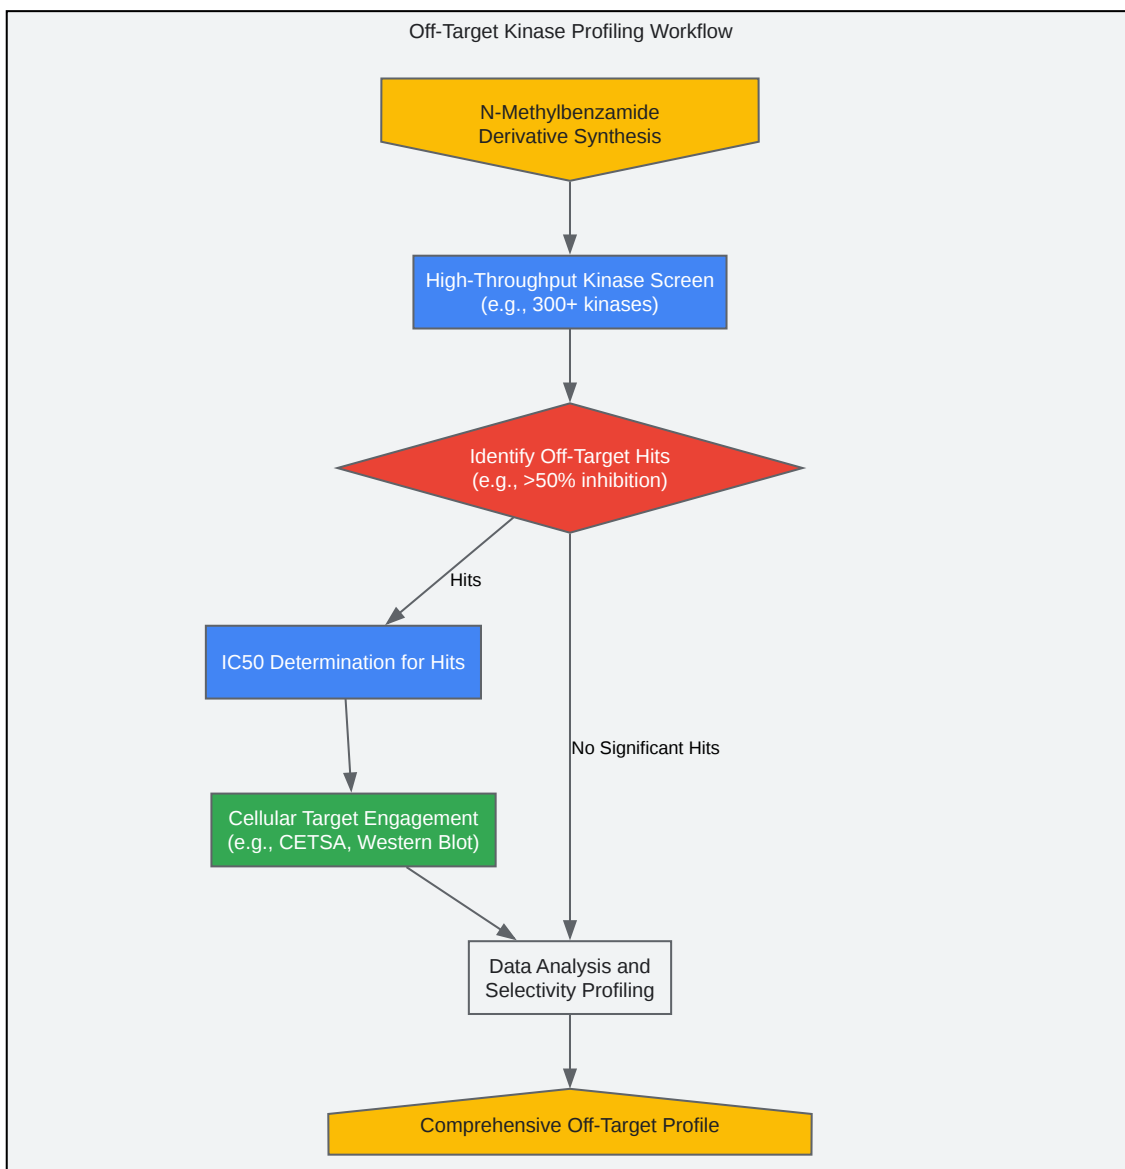 Off-Target Kinase Profiling Workflow
N-Methylbenzamide
Derivative Synthesis
High-Throughput Kinase Screen
(e.g., 300+ kinases)
Identify Off-Target Hits
(e.g., >50% inhibition)
Hits
IC50 Determination for Hits
No Significant Hits
Cellular Target Engagement
(e.g., CETSA, Western Blot)
Data Analysis and
Selectivity Profiling
Comprehensive Off-Target Profile